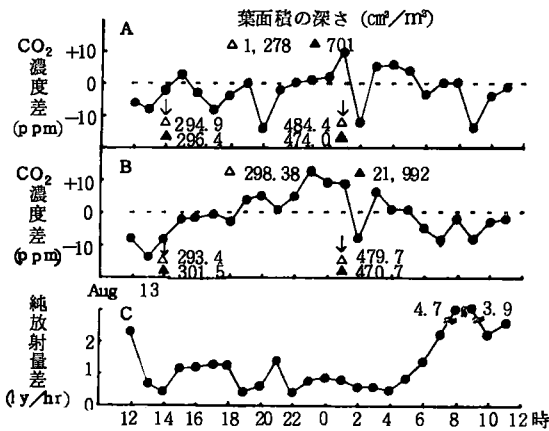 葉面積の深さ (cm²/m²)
A
△ 1, 278 ▲ 701
CO₂
濃度差
(ppm)
+10
0
−10
△ 294.9
▲ 296.4
484.4 △
474.0 ▲
B
△ 298.38 ▲ 21, 992
CO₂
濃度差
(ppm)
+10
0
−10
△ 293.4
▲ 301.5
△ 479.7
▲ 470.7
Aug 13
C
4.7 3.9
純放射量差
(ly/hr)
2
1
0
12 14 16 18 20 22 0 2 4 6 8 10 12 時